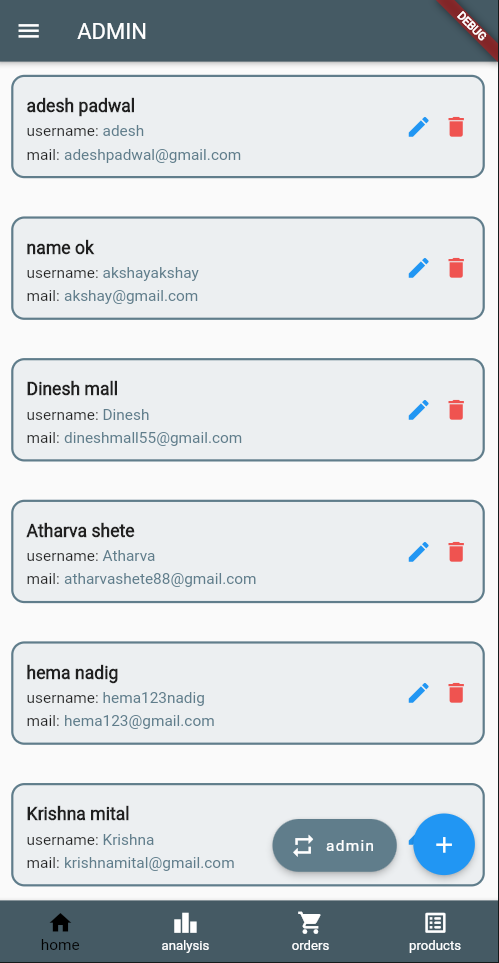 ADMIN
DEBUG
adesh padwal
username: adesh
mail: adeshpadwal@gmail.com
name ok
username: akshayakshay
mail: akshay@gmail.com
Dinesh mall
username: Dinesh
mail: dineshmall55@gmail.com
Atharva shete
username: Atharva
mail: atharvashete88@gmail.com
hema nadig
username: hema123nadig
mail: hema123@gmail.com
Krishna mital
username: Krishna
mail: krishnamital@gmail.com
admin
home
analysis
orders
products